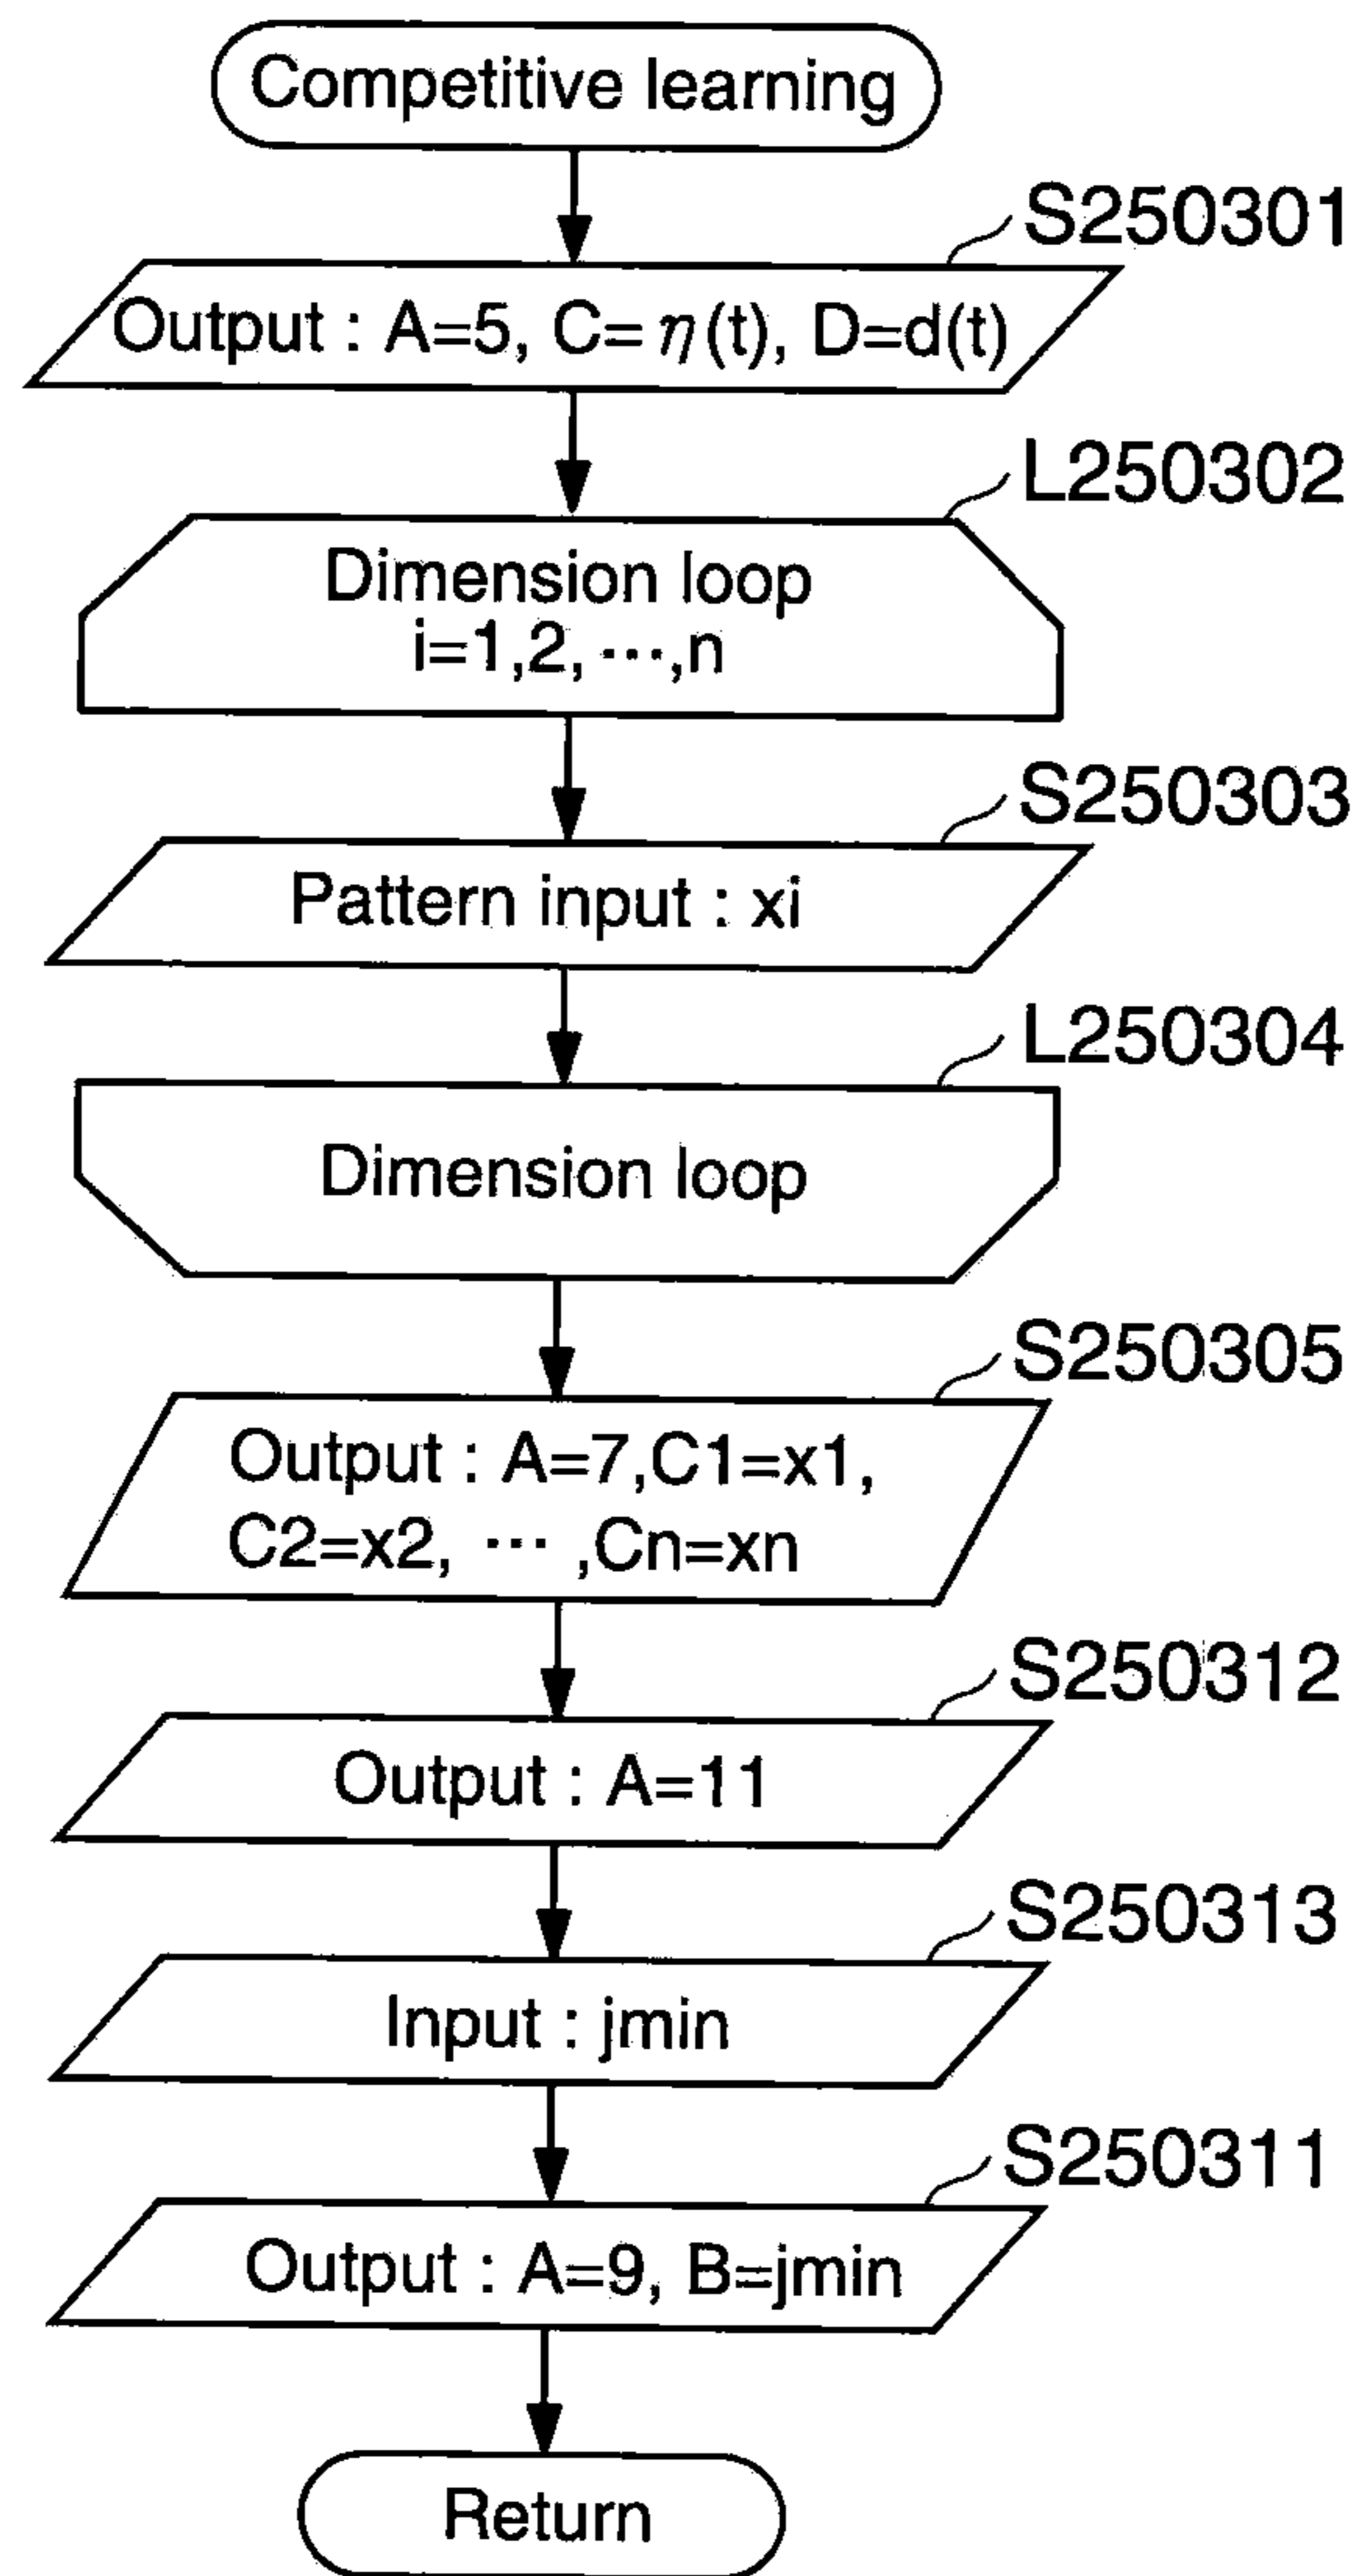 Competitive learning
S250301
Output : A=5, C=η(t), D=d(t)
L250302
Dimension loop
i=1,2, ⋯,n
S250303
Pattern input : xi
L250304
Dimension loop
S250305
Output : A=7,C1=x1,
C2=x2, ⋯ ,Cn=xn
S250312
Output : A=11
S250313
Input : jmin
S250311
Output : A=9, B=jmin
Return